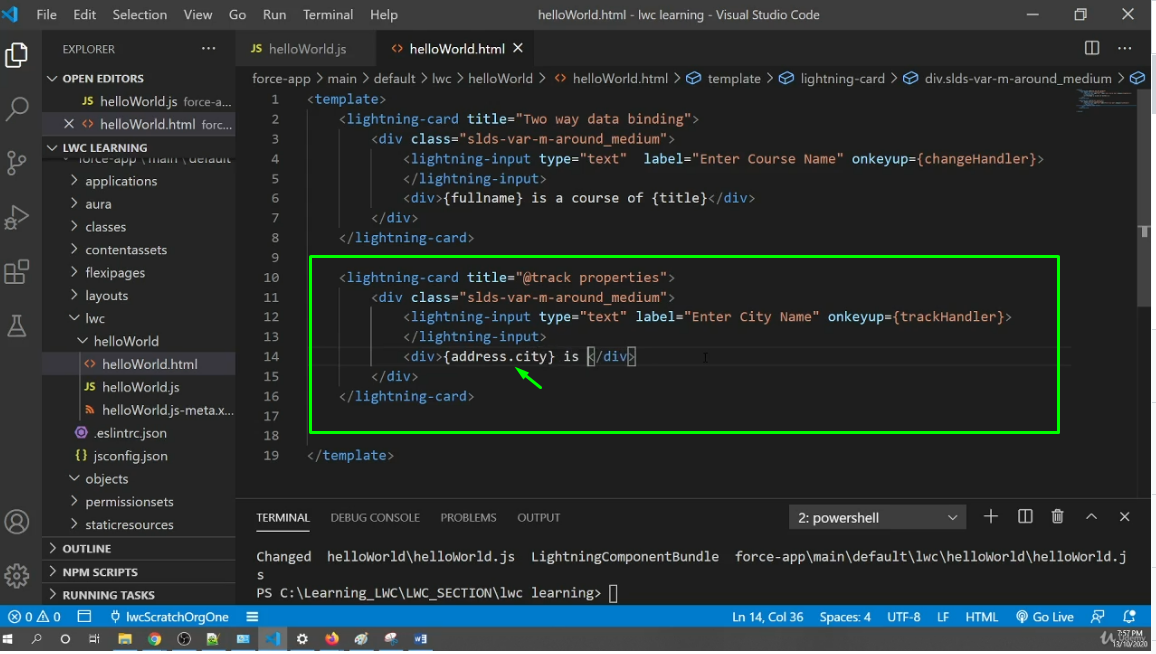 File Edit Selection View Go Run Terminal Help helloWorld.html - lwc learning - Visual Studio Code
EXPLORER
OPEN EDITORS
JS helloWorld.js force-a...
<> helloWorld.html forc...
LWC LEARNING
force-app \ main \ default
applications
aura
classes
contentassets
flexipages
layouts
lwc
helloWorld
<> helloWorld.html
JS helloWorld.js
helloWorld.js-meta.x...
.eslintrc.json
{} jsconfig.json
objects
permissionsets
staticresources
OUTLINE
NPM SCRIPTS
RUNNING TASKS
JS helloWorld.js <> helloWorld.html
force-app > main > default > lwc > helloWorld > <> helloWorld.html > template > lightning-card > div.slds-var-m-around_medium >
1 <template>
2 <lightning-card title="Two way data binding">
3 <div class="slds-var-m-around_medium">
4 <lightning-input type="text" label="Enter Course Name" onkeyup={changeHandler}>
5 </lightning-input>
6 <div>{fullname} is a course of {title}</div>
7 </div>
8 </lightning-card>
9
10 <lightning-card title="@track properties">
11 <div class="slds-var-m-around_medium">
12 <lightning-input type="text" label="Enter City Name" onkeyup={trackHandler}>
13 </lightning-input>
14 <div>{address.city} is </div>
15 </div>
16 </lightning-card>
17
18
19 </template>
TERMINAL DEBUG CONSOLE PROBLEMS OUTPUT 2: powershell
Changed helloWorld\helloWorld.js LightningComponentBundle force-app\main\default\lwc\helloWorld\helloWorld.j
s
PS C:\Learning_LWC\LWC_SECTION\lwc learning>
0 0 lwcScratchOrgOne Ln 14, Col 36 Spaces: 4 UTF-8 LF HTML Go Live
7:57 PM
13/10/2020